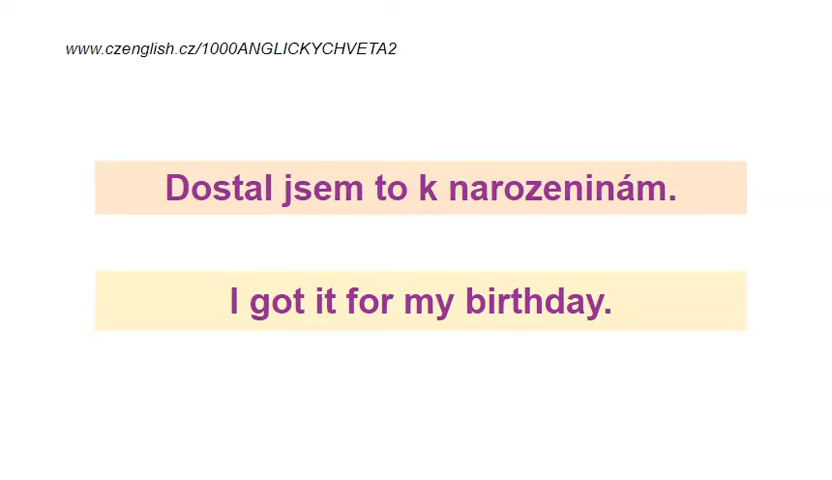 www.czenglish.cz/1000ANGLICKYCHVETA2
Dostal jsem to k narozeninám.
I got it for my birthday.